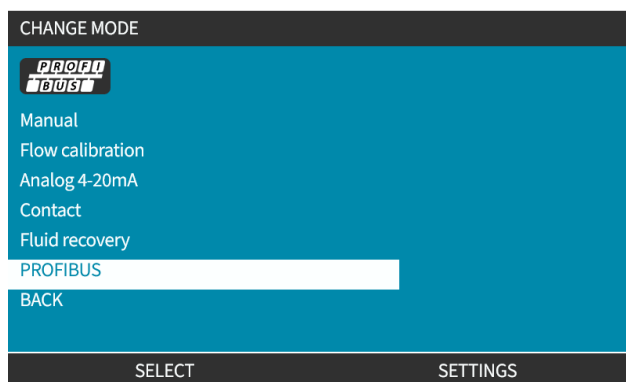 CHANGE MODE
PROFI
BUS
Manual
Flow calibration
Analog 4-20mA
Contact
Fluid recovery
PROFIBUS
BACK
SELECT SETTINGS